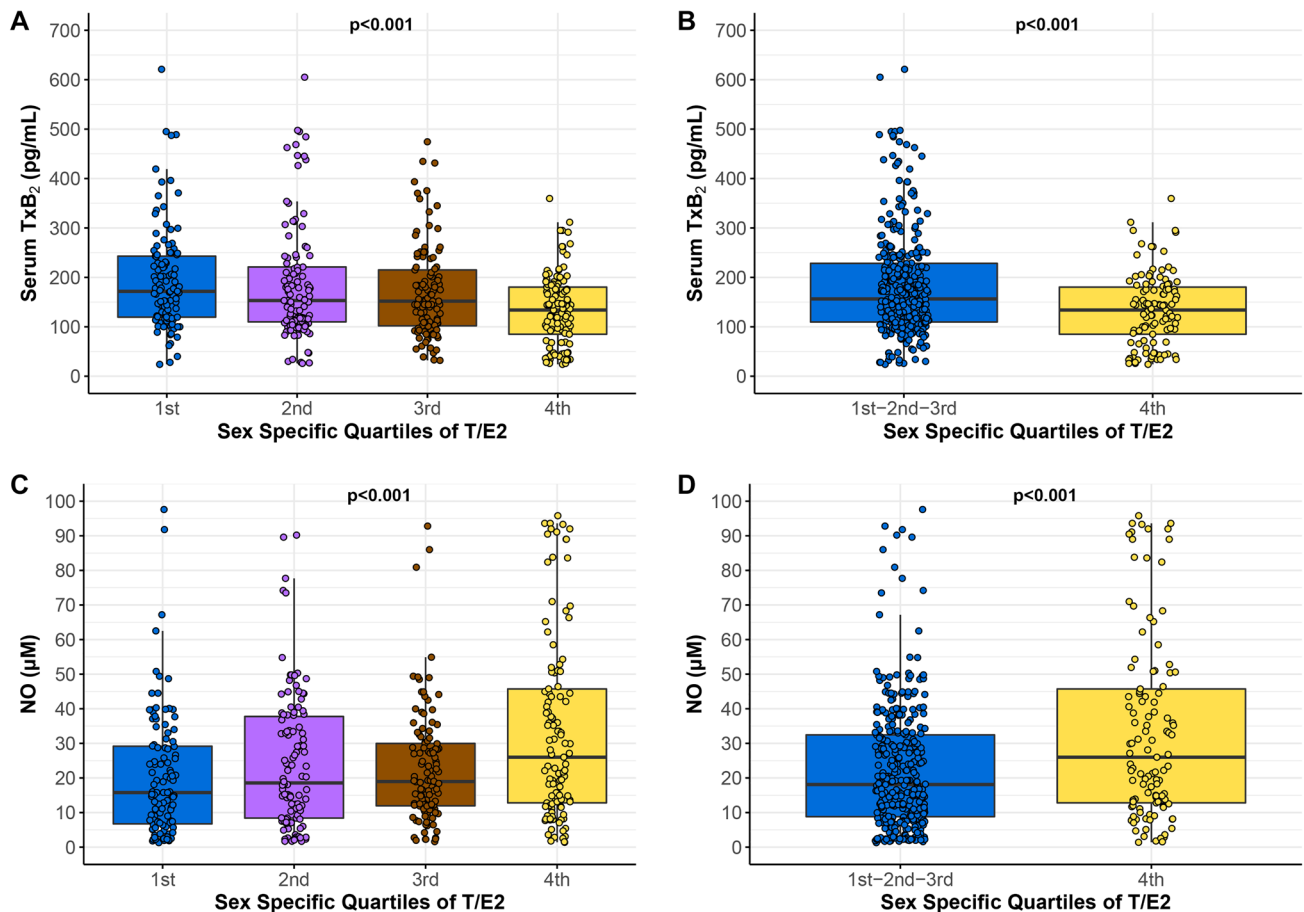 A
p<0.001
Serum TxB₂ (pg/mL)
700
600
500
400
300
200
100
0
1st
2nd
3rd
4th
Sex Specific Quartiles of T/E2
B
p<0.001
Serum TxB₂ (pg/mL)
700
600
500
400
300
200
100
0
1st−2nd−3rd
4th
Sex Specific Quartiles of T/E2
C
p<0.001
NO (µM)
100
90
80
70
60
50
40
30
20
10
0
1st
2nd
3rd
4th
Sex Specific Quartiles of T/E2
D
p<0.001
NO (µM)
100
90
80
70
60
50
40
30
20
10
0
1st−2nd−3rd
4th
Sex Specific Quartiles of T/E2